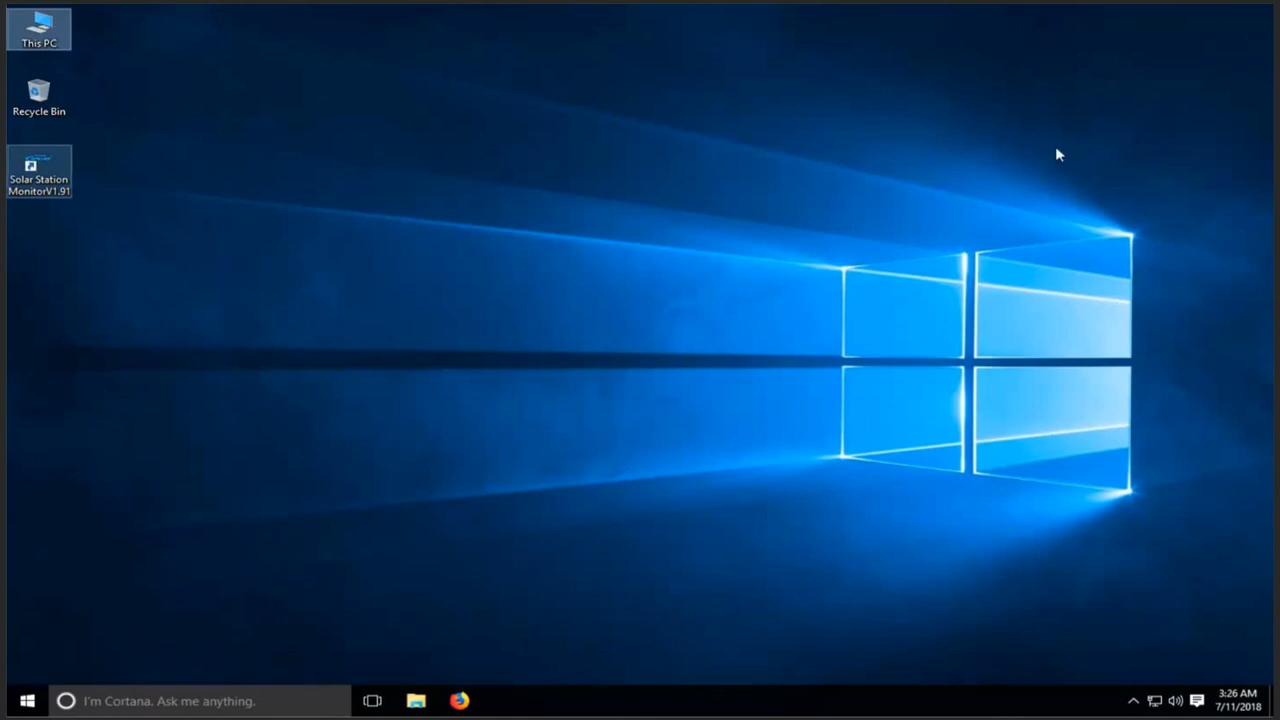 This PC
Recycle Bin
Solar Station
MonitorV1.91
I'm Cortana. Ask me anything.
3:26 AM
7/11/2018